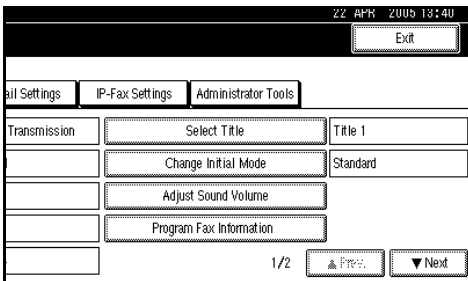 22 APR 2005 13:40
Exit
ail Settings IP-Fax Settings Administrator Tools
Transmission Select Title Title 1
Change Initial Mode Standard
Adjust Sound Volume
Program Fax Information
1/2 ▲ Prev. ▼ Next